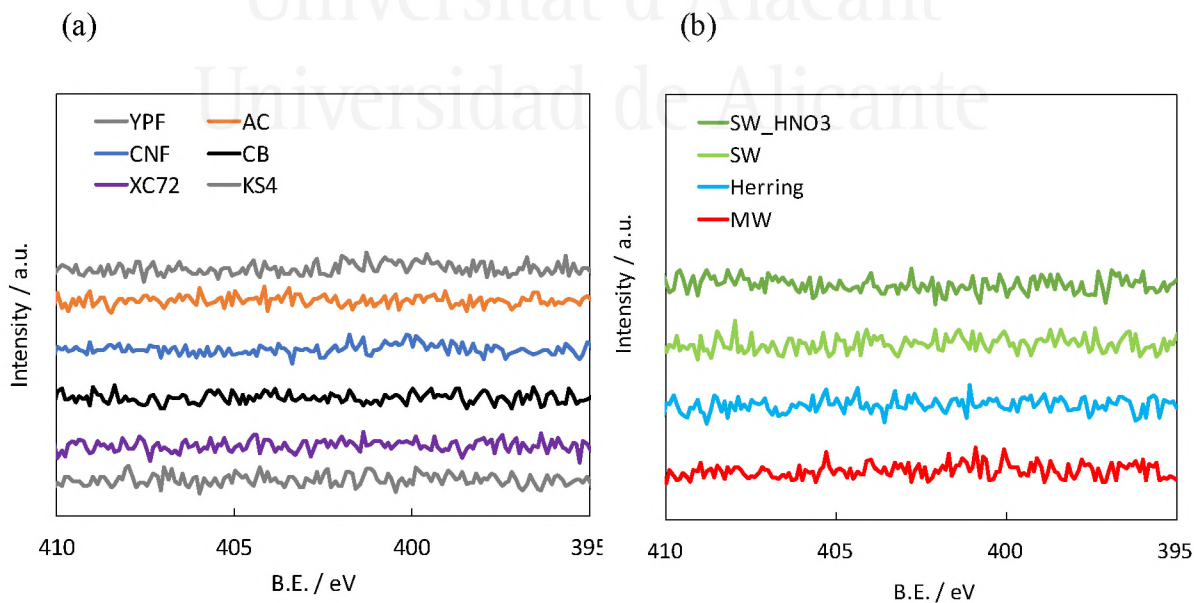 Universitat d'Alacant
Universidad de Alicante
(a)
YPF
AC
CNF
CB
XC72
KS4
Intensity / a.u.
410
405
400
395
B.E. / eV
(b)
SW_HNO3
SW
Herring
MW
Intensity / a.u.
410
405
400
395
B.E. / eV